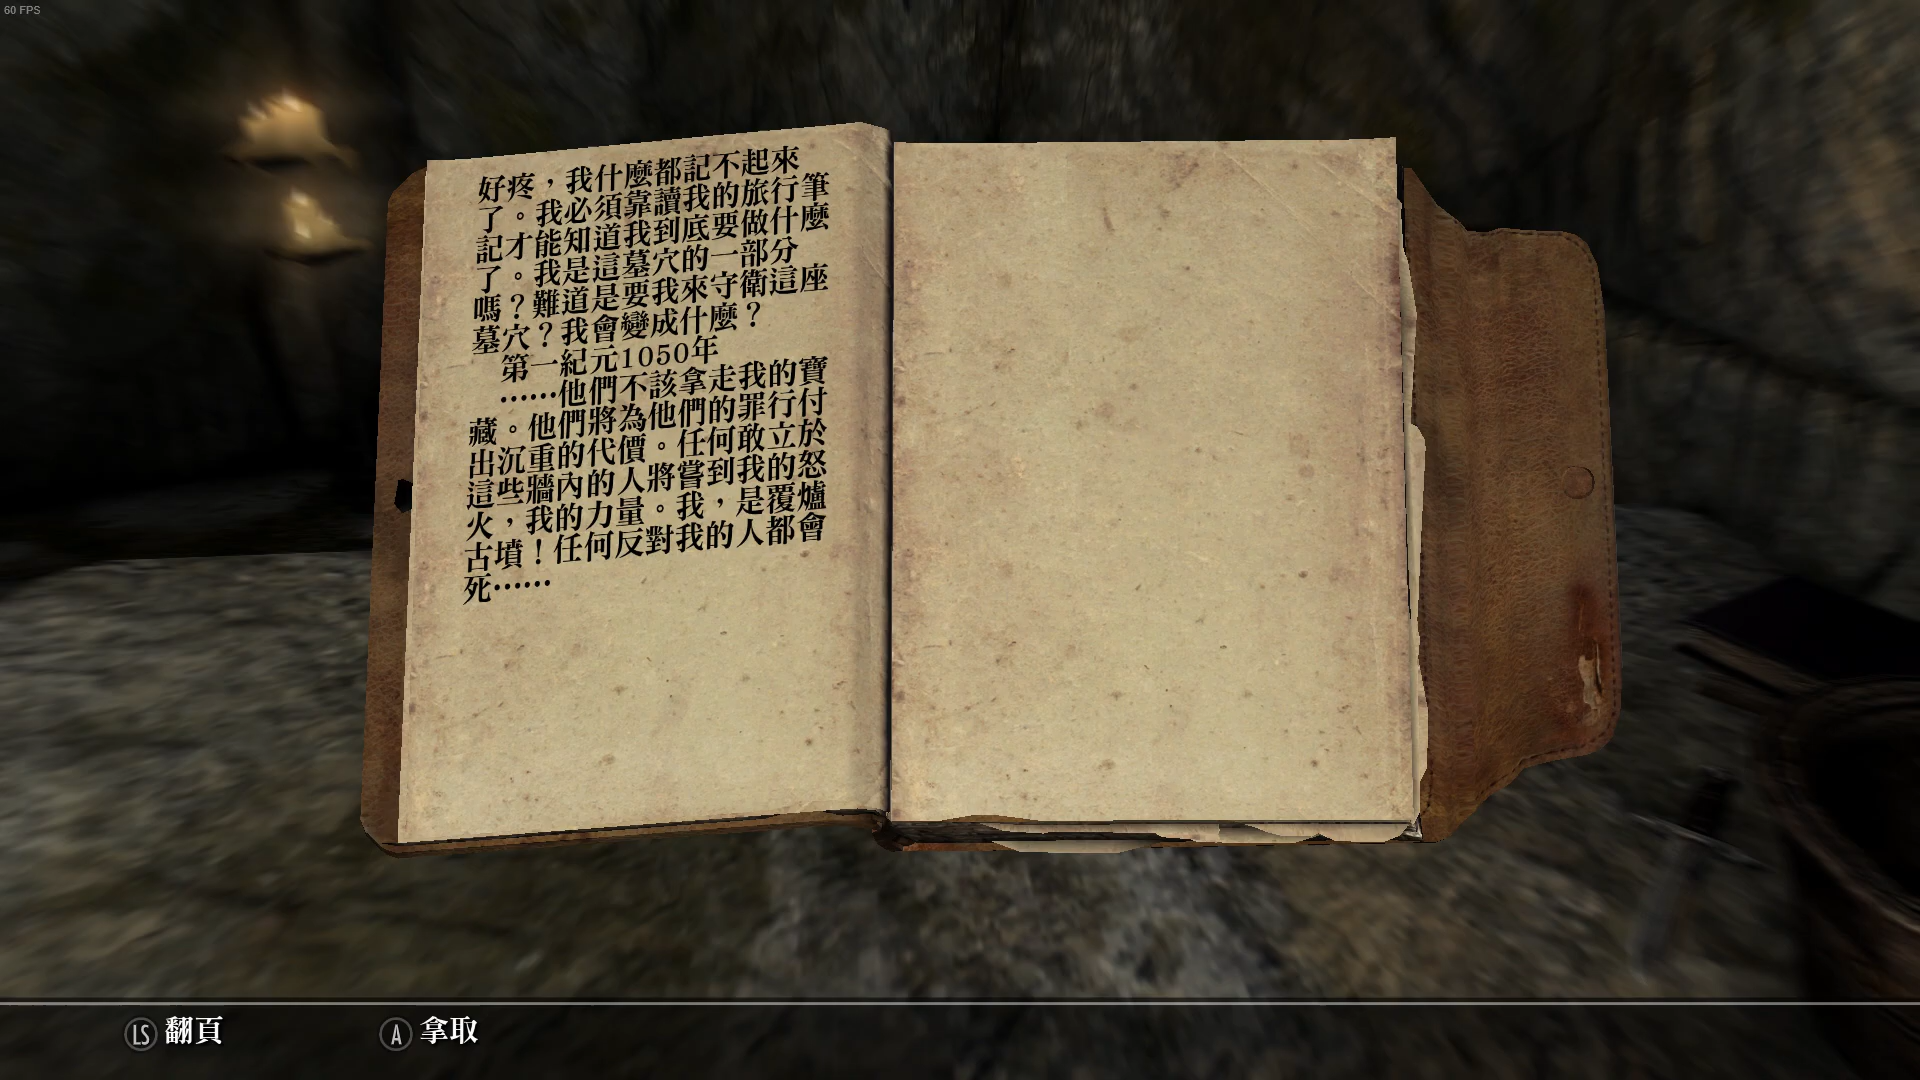 60 FPS
好疼，我什麼都記不起來
了。我必須靠讀我的旅行筆
記才能知道我到底要做什麼
了。我是這墓穴的一部分
嗎？難道是要我來守衛這座
墓穴？我會變成什麼？
第一紀元1050年
……他們不該拿走我的寶
藏。他們將為他們的罪行付
出沉重的代價。任何敢立於
這些牆內的人將嘗到我的怒
火，我的力量。我，是覆爐
古墳！任何反對我的人都會
死……
LS 翻頁
A 拿取